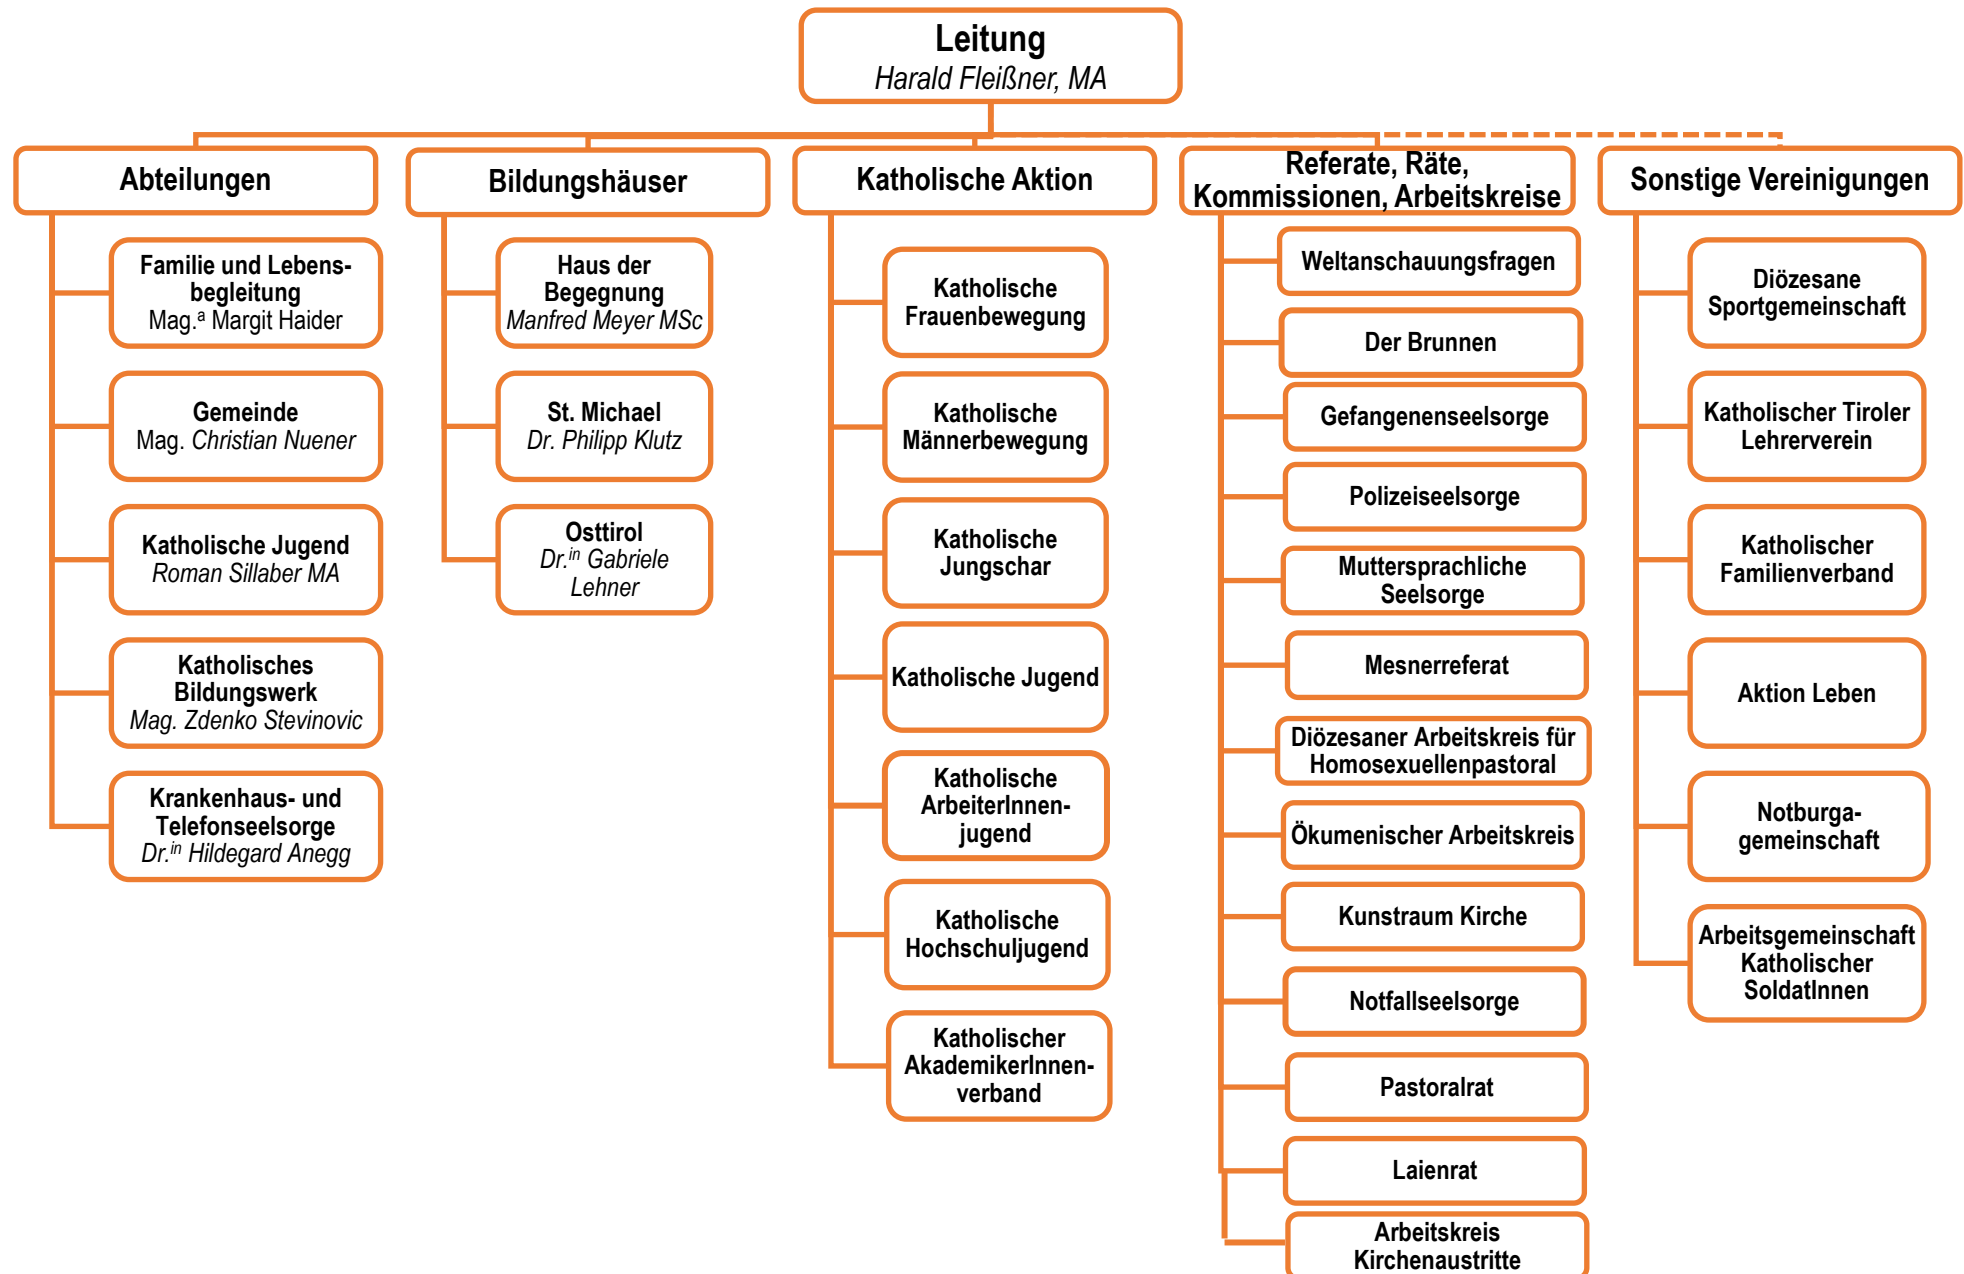 Leitung
Harald Fleißner, MA
Abteilungen
Familie und Lebens-
begleitung
Mag.ª Margit Haider
Gemeinde
Mag. Christian Nuener
Katholische Jugend
Roman Sillaber MA
Katholisches
Bildungswerk
Mag. Zdenko Stevinovic
Krankenhaus- und
Telefonseelsorge
Dr.in Hildegard Anegg
Bildungshäuser
Haus der
Begegnung
Manfred Meyer MSc
St. Michael
Dr. Philipp Klutz
Osttirol
Dr.in Gabriele
Lehner
Katholische Aktion
Katholische
Frauenbewegung
Katholische
Männerbewegung
Katholische
Jungschar
Katholische Jugend
Katholische
ArbeiterInnen-
jugend
Katholische
Hochschuljugend
Katholischer
AkademikerInnen-
verband
Referate, Räte,
Kommissionen, Arbeitskreise
Weltanschauungsfragen
Der Brunnen
Gefangenenseelsorge
Polizeiseelsorge
Muttersprachliche
Seelsorge
Mesnerreferat
Diözesaner Arbeitskreis für
Homosexuellenpastoral
Ökumenischer Arbeitskreis
Kunstraum Kirche
Notfallseelsorge
Pastoralrat
Laienrat
Arbeitskreis
Kirchenaustritte
Sonstige Vereinigungen
Diözesane
Sportgemeinschaft
Katholischer Tiroler
Lehrerverein
Katholischer
Familienverband
Aktion Leben
Notburga-
gemeinschaft
Arbeitsgemeinschaft
Katholischer
SoldatInnen